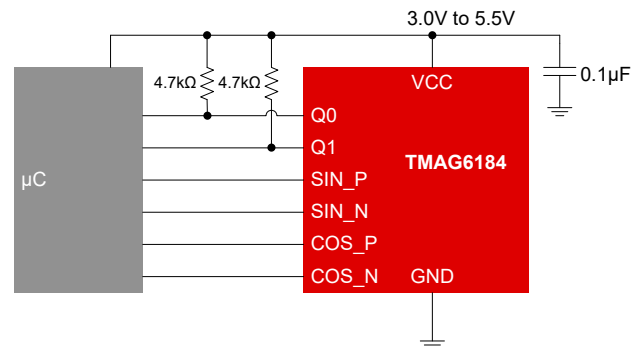 3.0V to 5.5V
4.7kΩ 4.7kΩ
VCC
0.1µF
Q0
Q1
TMAG6184
µC
SIN_P
SIN_N
COS_P
COS_N GND